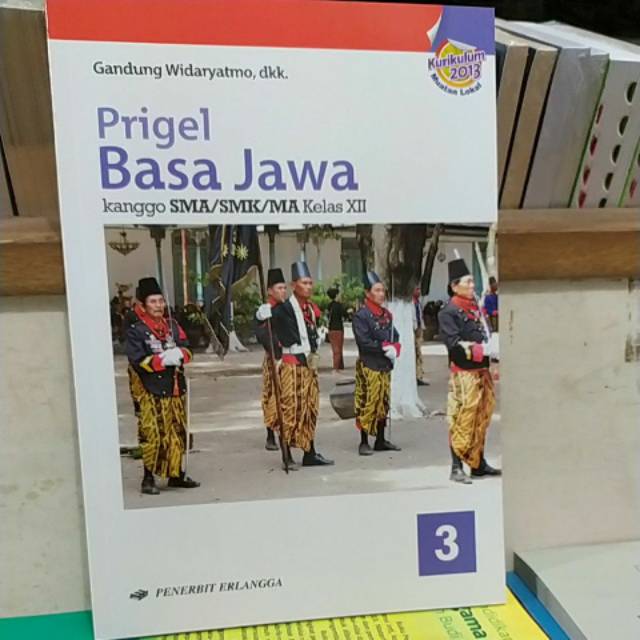 Gandung Widaryatmo, dkk.
Kurikulum
2013
Muatan Lokal
Prigel
Basa Jawa
kanggo SMA/SMK/MA Kelas XII
3
PENERBIT ERLANGGA